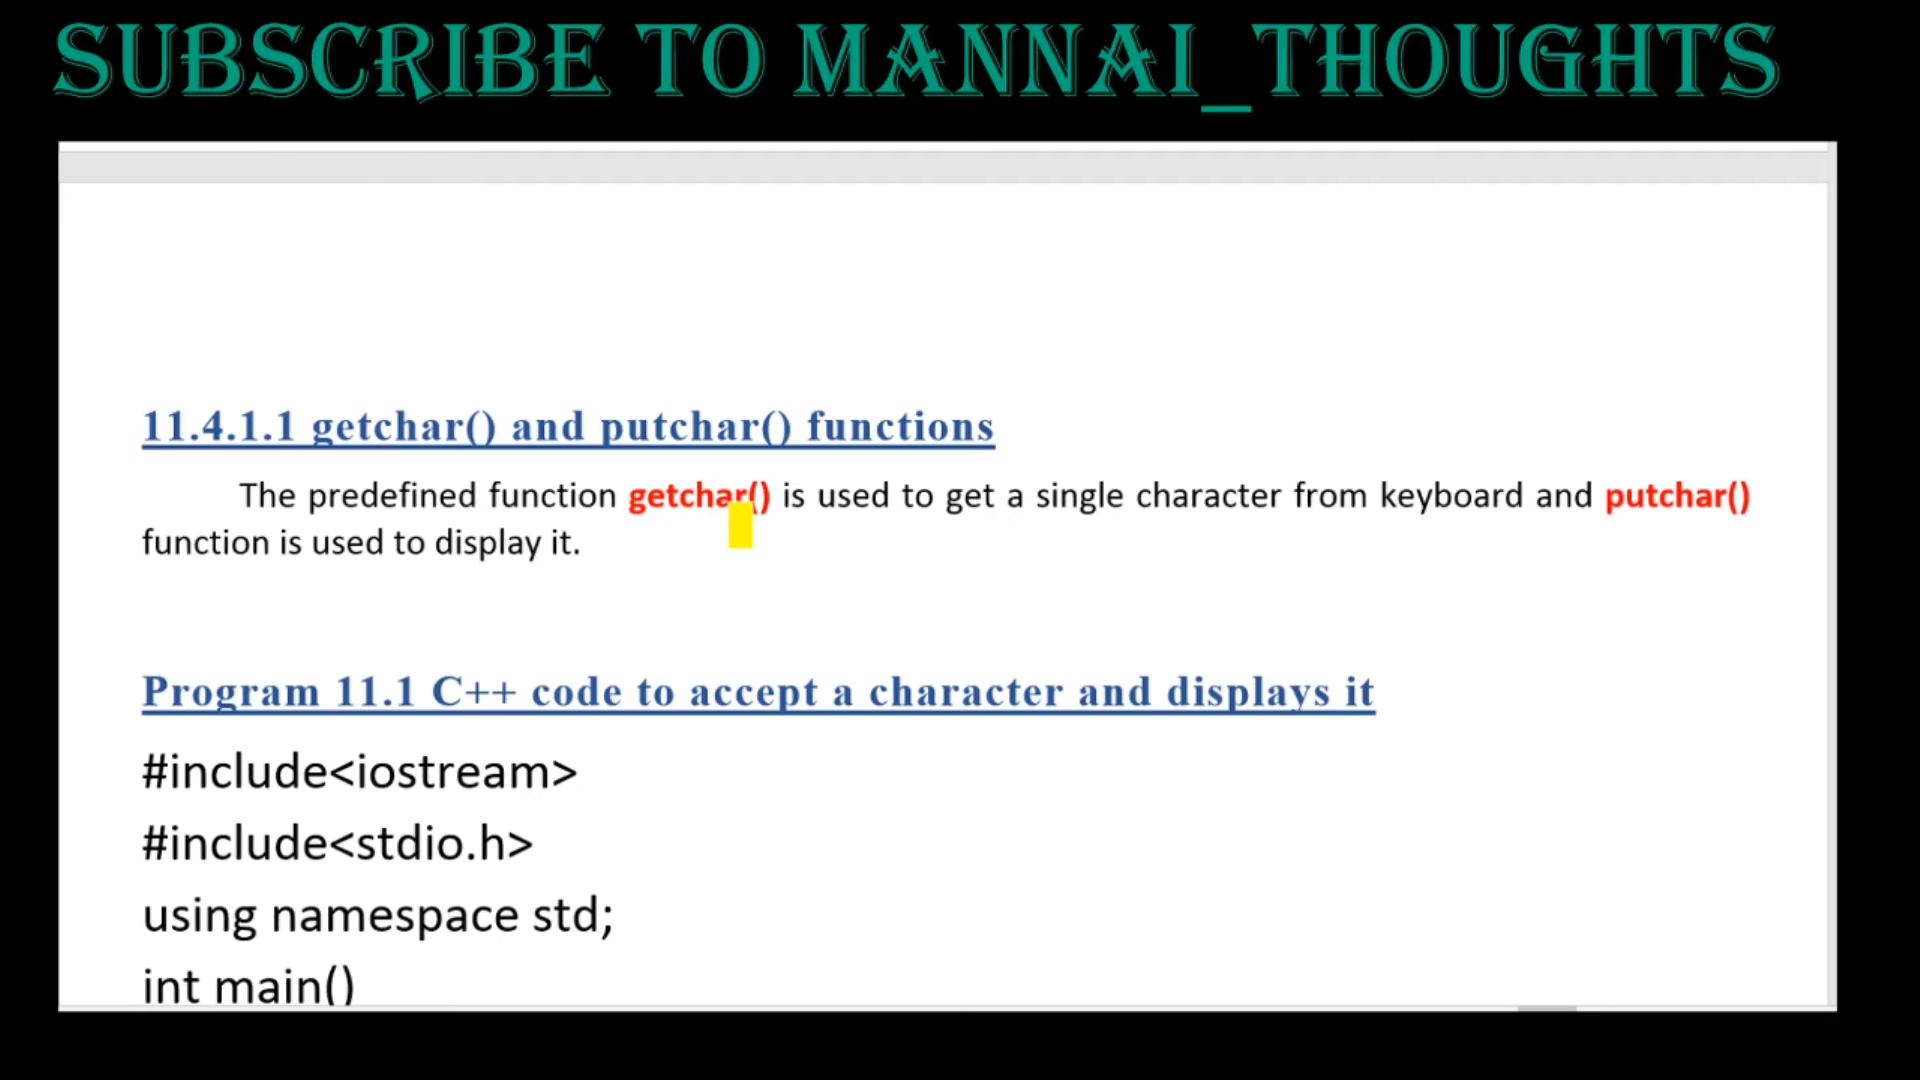 SUBSCRIBE TO MANNAI_THOUGHTS
11.4.1.1 getchar() and putchar() functions
The predefined function getchar() is used to get a single character from keyboard and putchar()
function is used to display it.
Program 11.1 C++ code to accept a character and displays it
#include<iostream>
#include<stdio.h>
using namespace std;
int main()